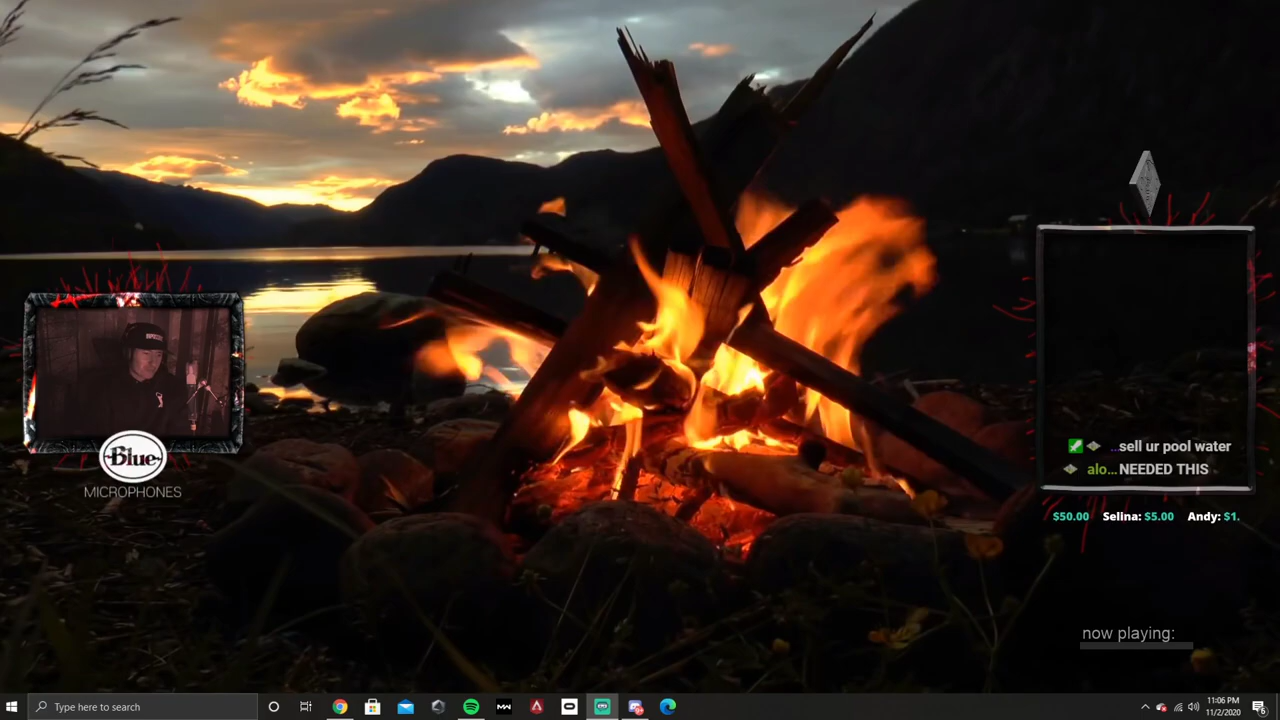 sell ur pool water
alo... NEEDED THIS
$50.00 Selina: $5.00 Andy: $1.
Blue
MICROPHONES
now playing:
Type here to search
11:06 PM
11/2/2020